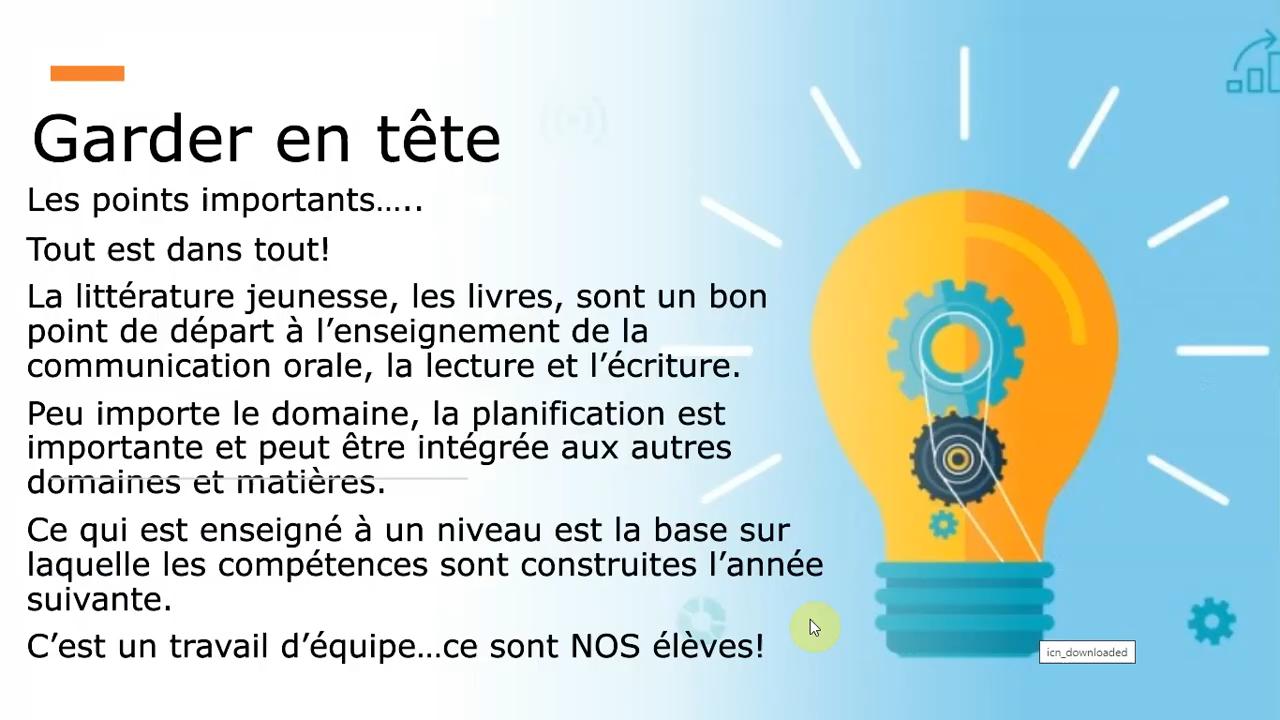 Garder en tête
Les points importants…..
Tout est dans tout!
La littérature jeunesse, les livres, sont un bon
point de départ à l’enseignement de la
communication orale, la lecture et l’écriture.
Peu importe le domaine, la planification est
importante et peut être intégrée aux autres
domaines et matières.
Ce qui est enseigné à un niveau est la base sur
laquelle les compétences sont construites l’année
suivante.
C’est un travail d’équipe…ce sont NOS élèves!
icn_downloaded